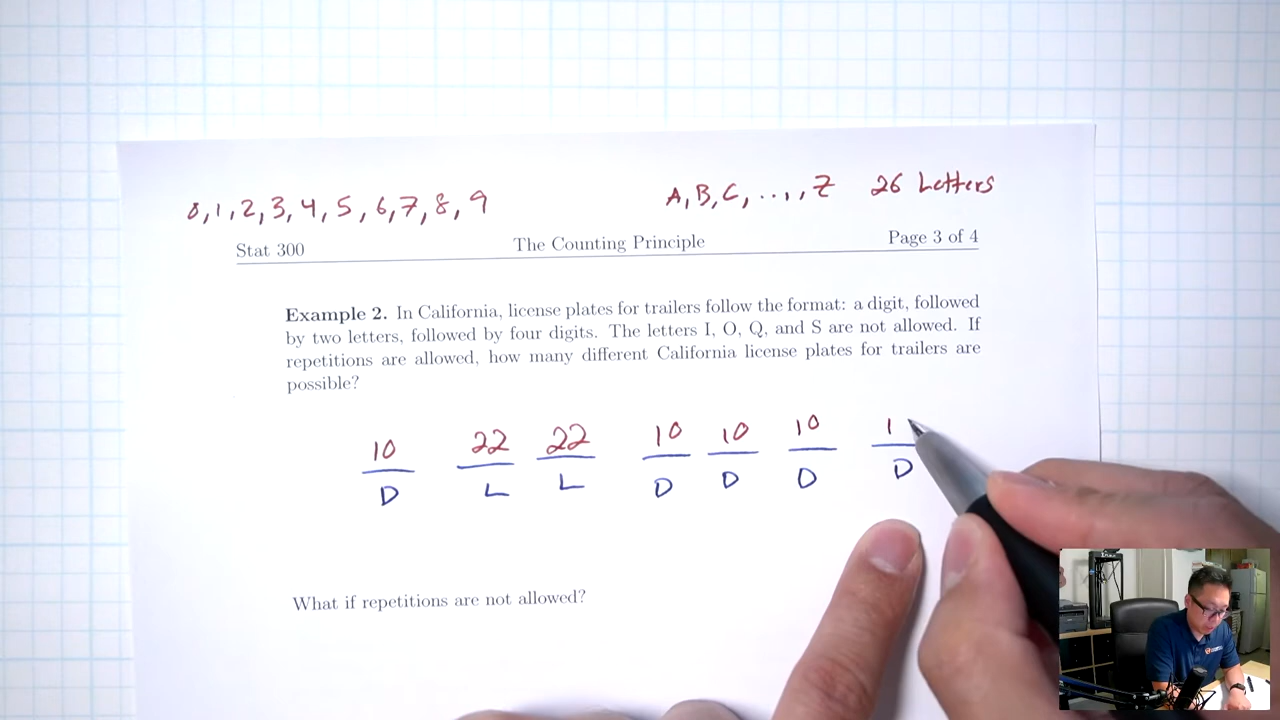 0,1,2,3,4,5,6,7,8,9 A,B,C,...,,Z 26 Letters
Stat 300 The Counting Principle Page 3 of 4
Example 2. In California, license plates for trailers follow the format: a digit, followed
by two letters, followed by four digits. The letters I, O, Q, and S are not allowed. If
repetitions are allowed, how many different California license plates for trailers are
possible?
10 22 22 10 10 10 1
D L L D D D D
What if repetitions are not allowed?